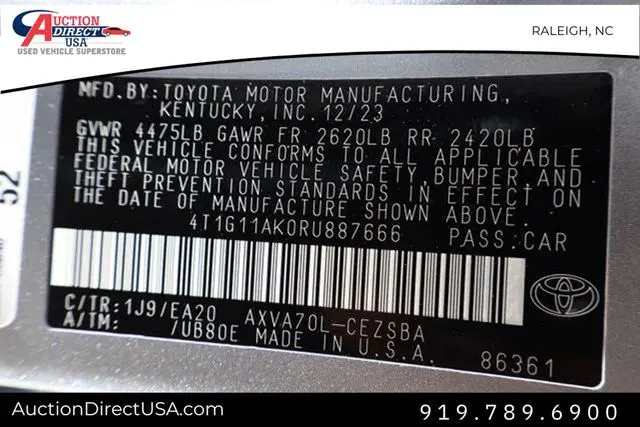 AUCTION
DIRECT
USA
USED VEHICLE SUPERSTORE
RALEIGH, NC
MFD.BY:TOYOTA MOTOR MANUFACTURING,
KENTUCKY, INC. 12/23
GVWR 4475LB GAWR FR 2620LB RR 2420LB
THIS VEHICLE CONFORMS TO ALL APPLICABLE
FEDERAL MOTOR VEHICLE SAFETY, BUMPER, AND
THEFT PREVENTION STANDARDS IN EFFECT ON
THE DATE OF MANUFACTURE SHOWN ABOVE.
4T1G11AK0RU887666 PASS.CAR
52
C/TR:1J9/EA20 AXVA70L-CEZSBA
A/TM: /UB80E MADE IN U.S.A. 86361
AuctionDirectUSA.com
919.789.6900